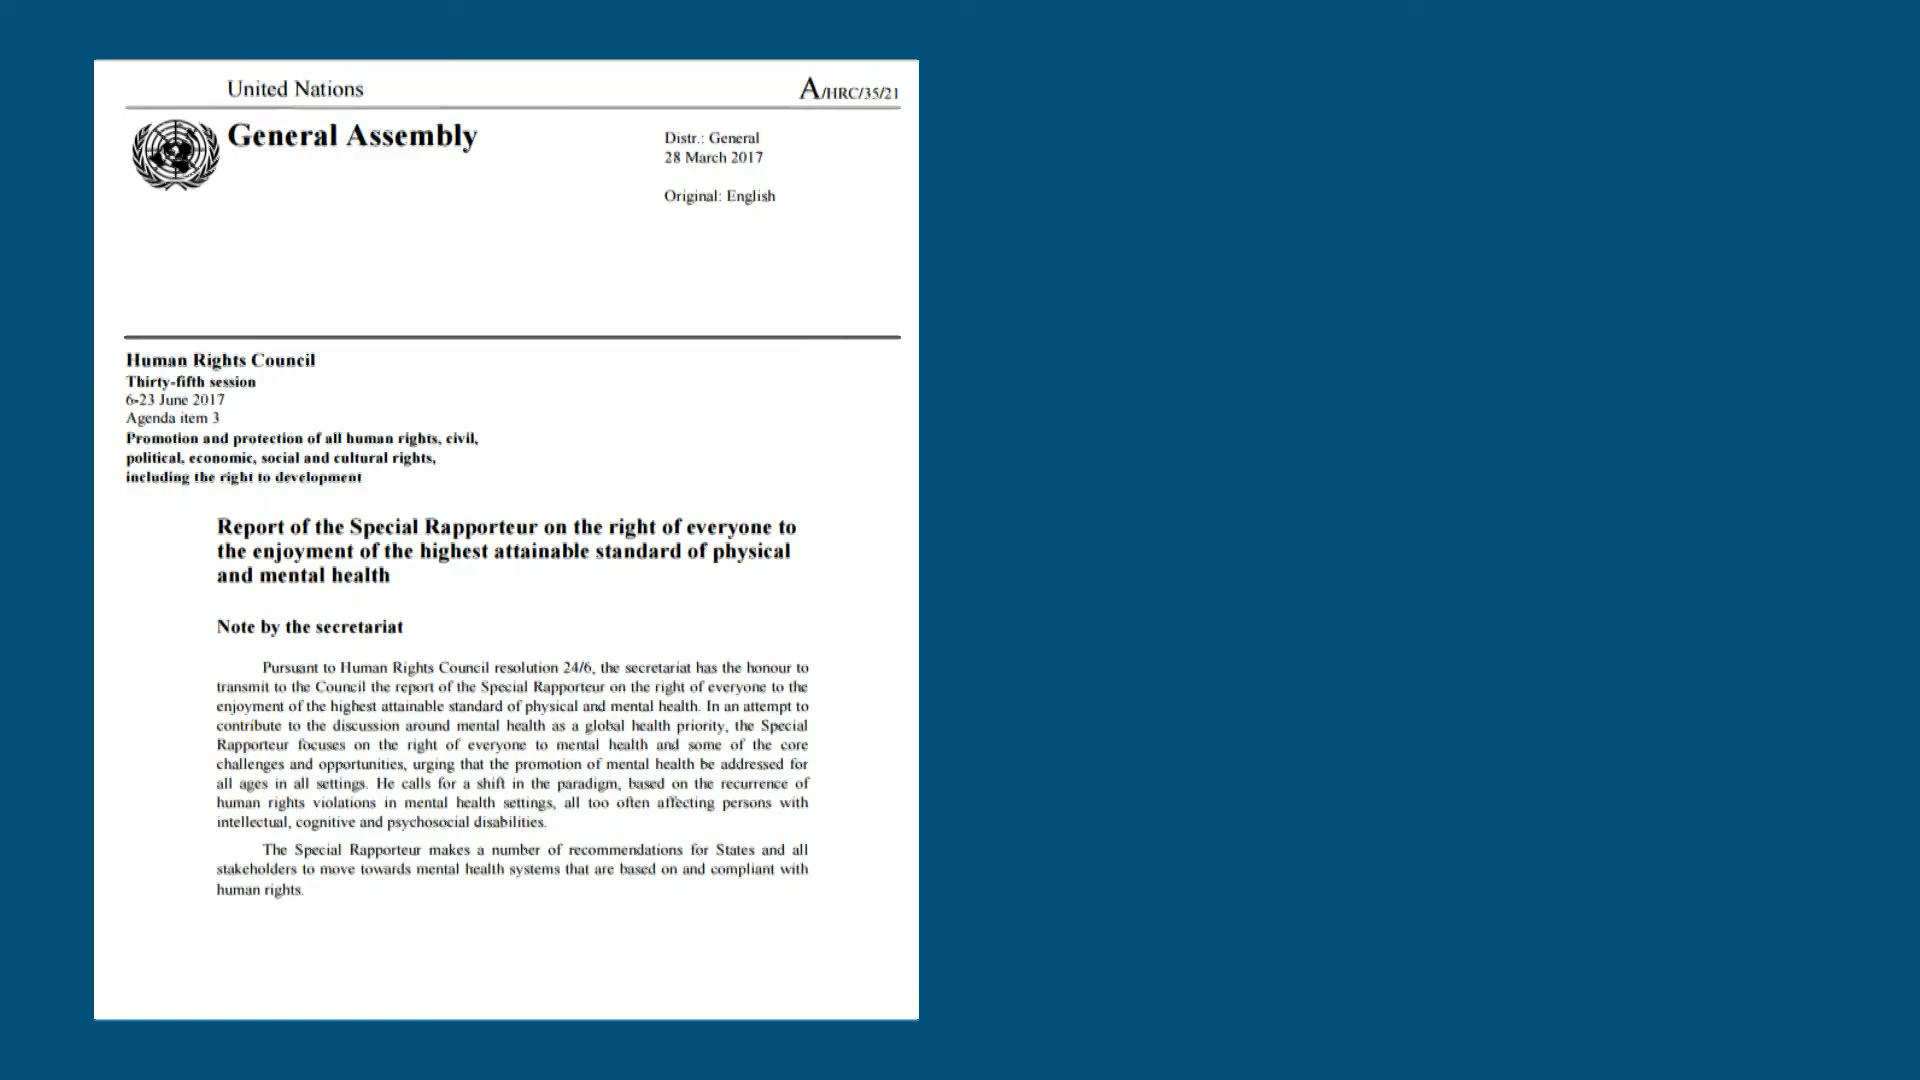 United Nations
A/HRC/35/21
General Assembly
Distr.: General
28 March 2017
Original: English
Human Rights Council
Thirty-fifth session
6-23 June 2017
Agenda item 3
Promotion and protection of all human rights, civil,
political, economic, social and cultural rights,
including the right to development
Report of the Special Rapporteur on the right of everyone to
the enjoyment of the highest attainable standard of physical
and mental health
Note by the secretariat
Pursuant to Human Rights Council resolution 24/6, the secretariat has the honour to
transmit to the Council the report of the Special Rapporteur on the right of everyone to the
enjoyment of the highest attainable standard of physical and mental health. In an attempt to
contribute to the discussion around mental health as a global health priority, the Special
Rapporteur focuses on the right of everyone to mental health and some of the core
challenges and opportunities, urging that the promotion of mental health be addressed for
all ages in all settings. He calls for a shift in the paradigm, based on the recurrence of
human rights violations in mental health settings, all too often affecting persons with
intellectual, cognitive and psychosocial disabilities.
The Special Rapporteur makes a number of recommendations for States and all
stakeholders to move towards mental health systems that are based on and compliant with
human rights.